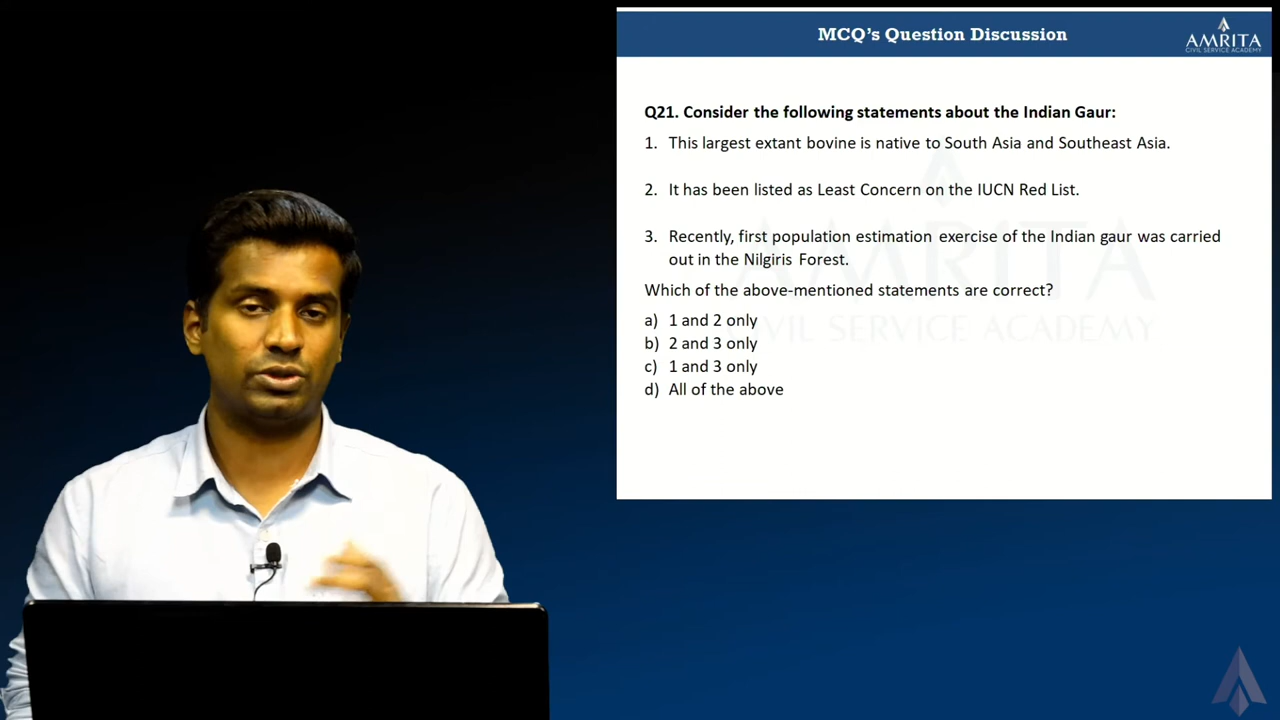 MCQ's Question Discussion
AMRITA
CIVIL SERVICE ACADEMY
Q21. Consider the following statements about the Indian Gaur:
1. This largest extant bovine is native to South Asia and Southeast Asia.
2. It has been listed as Least Concern on the IUCN Red List.
3. Recently, first population estimation exercise of the Indian gaur was carried
out in the Nilgiris Forest.
Which of the above-mentioned statements are correct?
a) 1 and 2 only
b) 2 and 3 only
c) 1 and 3 only
d) All of the above
AMRITA
CIVIL SERVICE ACADEMY